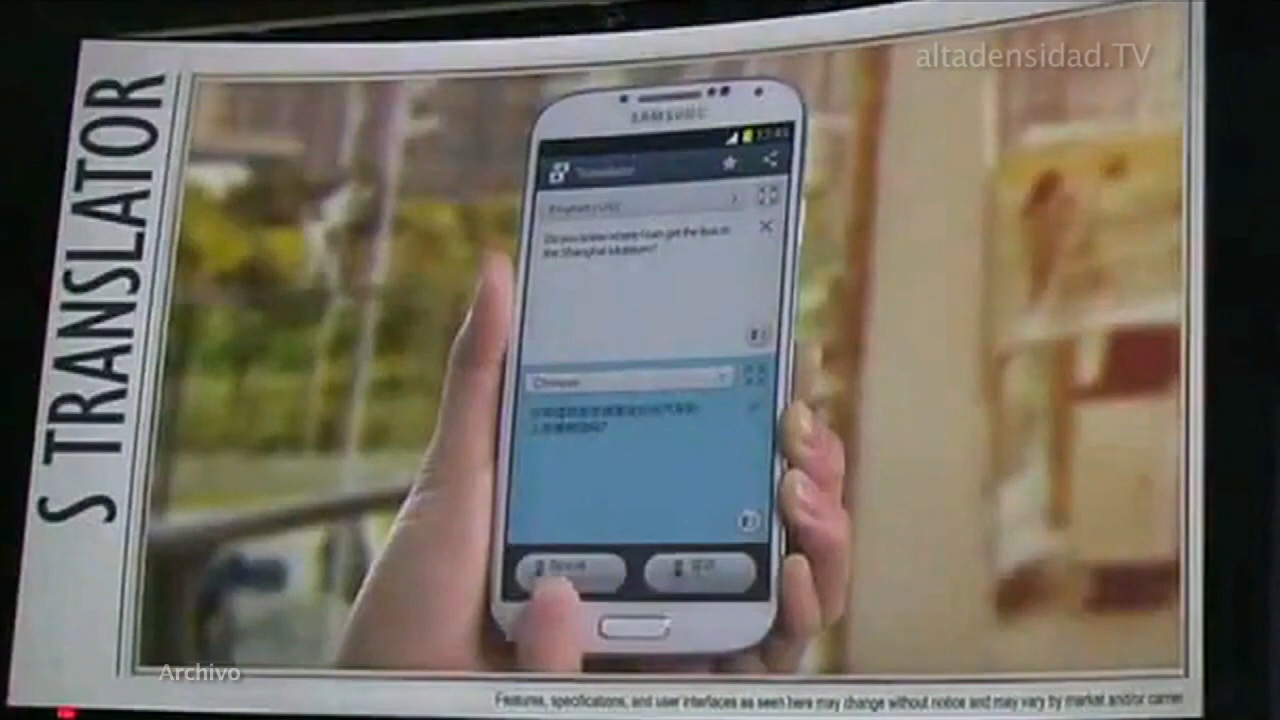 altadensidad.TV
S TRANSLATOR
SAMSUNG
Translator
English (US)
Do you know where I can get the bus to
the Shanghai Museum?
Chinese
Archivo
Features, specifications, and user interfaces as seen here may change without notice and may vary by market and/or carrier